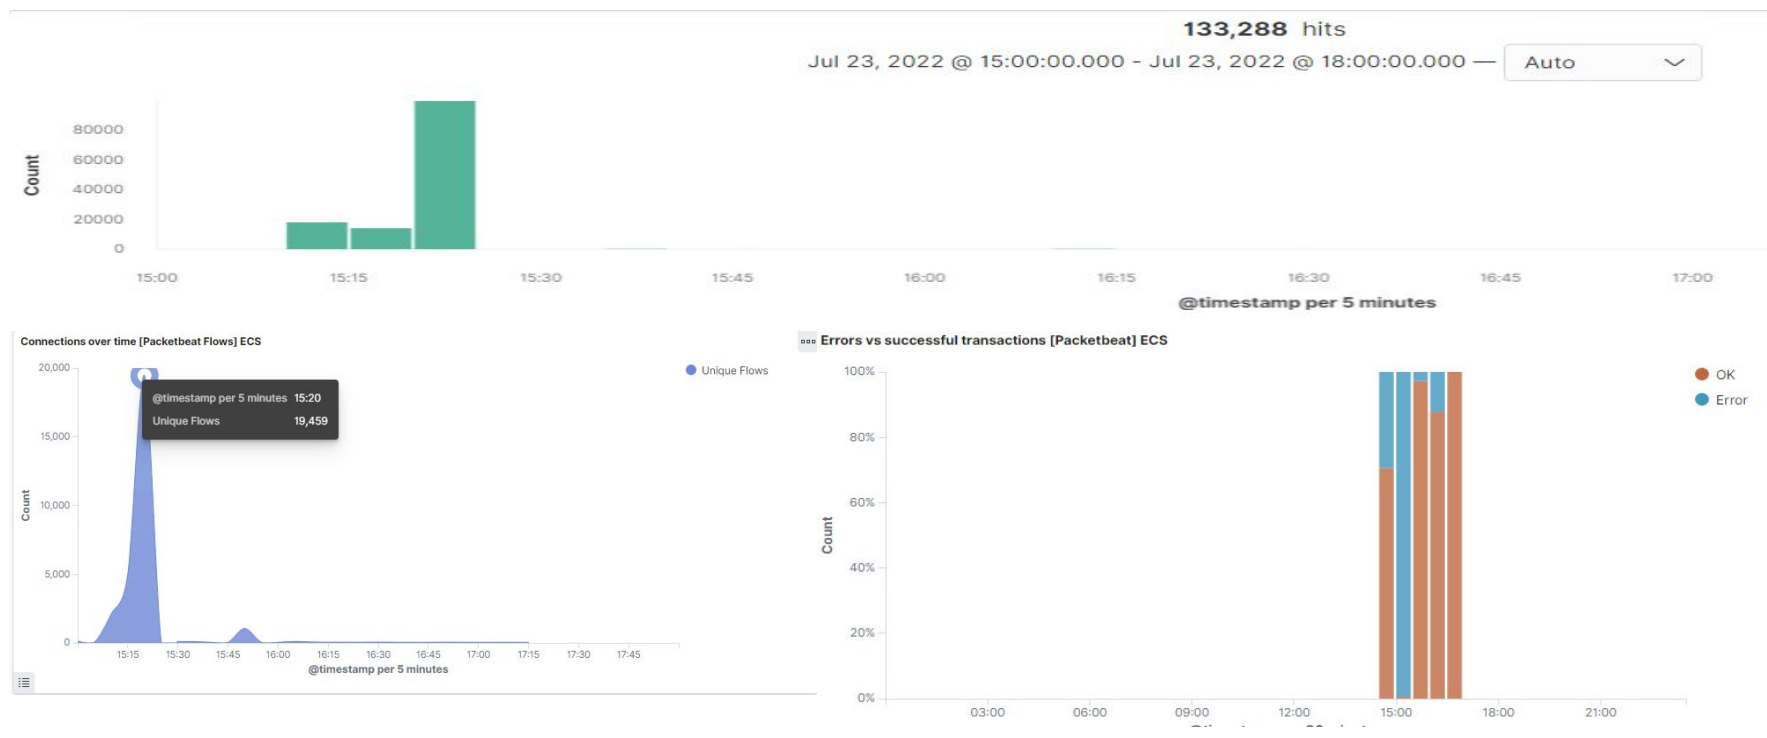 133,288 hits
Jul 23, 2022 @ 15:00:00.000 - Jul 23, 2022 @ 18:00:00.000 — Auto
Count
80000
60000
40000
20000
0
15:00 15:15 15:30 15:45 16:00 16:15 16:30 16:45 17:00
@timestamp per 5 minutes
Connections over time [Packetbeat Flows] ECS
20,000
15,000
10,000
5,000
0
Count
@timestamp per 5 minutes 15:20
Unique Flows 19,459
Unique Flows
15:15 15:30 15:45 16:00 16:15 16:30 16:45 17:00 17:15 17:30 17:45
@timestamp per 5 minutes
Errors vs successful transactions [Packetbeat] ECS
100%
80%
60%
40%
20%
0%
Count
OK
Error
03:00 06:00 09:00 12:00 15:00 18:00 21:00